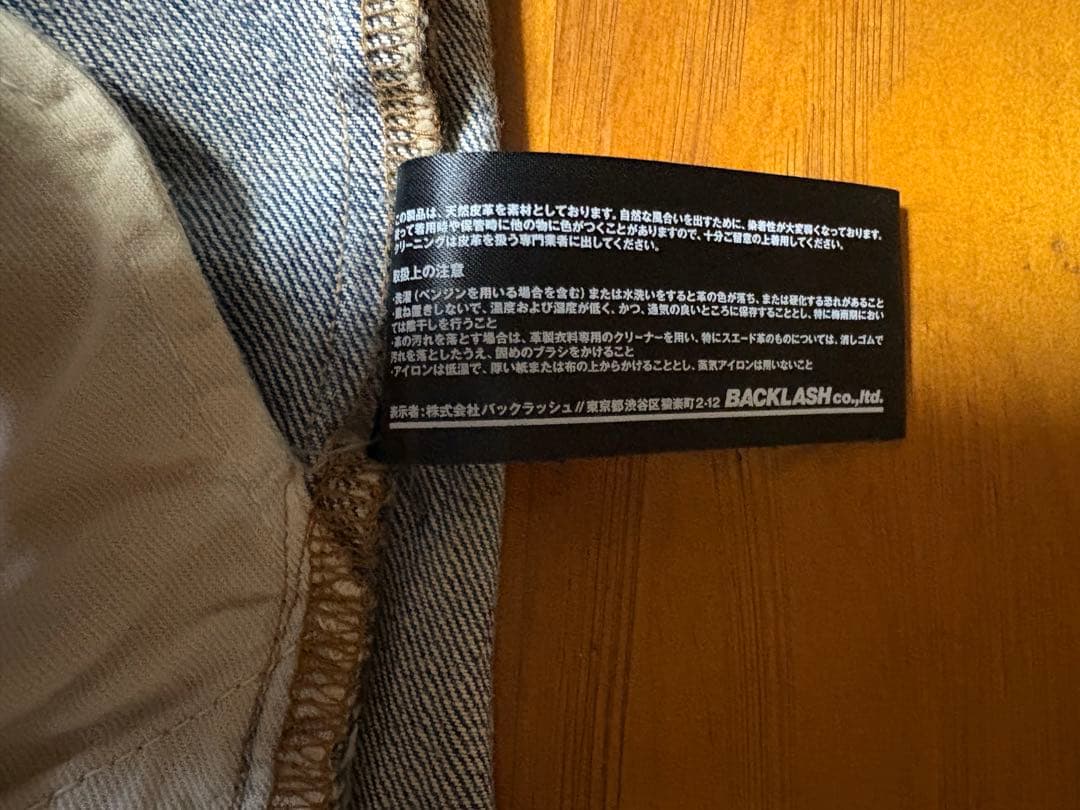 この製品は、天然皮革を素材としております。自然な風合いを出すために、染着性が大変弱くなっております。
よって着用時や保管時に他の物に色がつくことがありますので、十分ご留意の上着用してください。
クリーニングは皮革を扱う専門業者に出してください。
取扱上の注意
・洗濯(ベンジンを用いる場合を含む)または水洗いをすると革の色が落ち、または硬化する恐れがあること
・重ね置きしないで、温度および湿度が低く、かつ、通気の良いところに保存することとし、特に梅雨期におい
ては陰干しを行うこと
・革の汚れを落とす場合は、革製衣料専用のクリーナーを用い、特にスエード革のものについては、消しゴムで
汚れを落としたうえ、固めのブラシをかけること
・アイロンは低温で、厚い紙または布の上からかけることとし、蒸気アイロンは用いないこと
表示者:株式会社バックラッシュ//東京都渋谷区猿楽町2-12 BACKLASH co.,ltd.